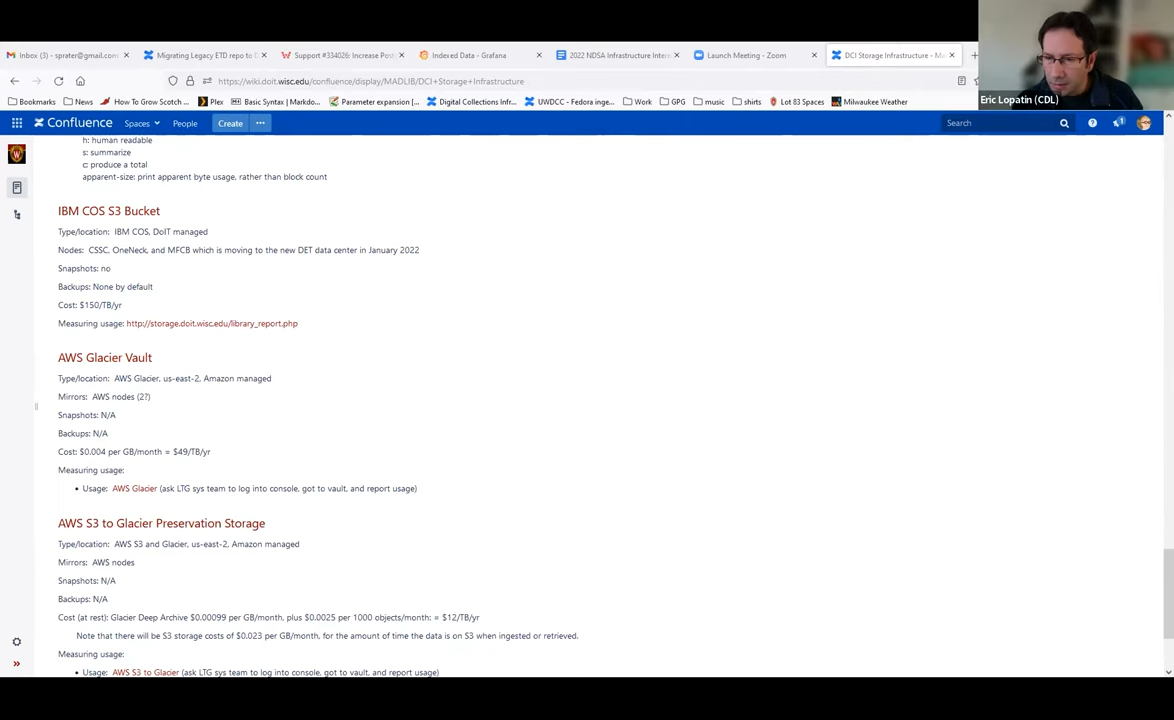 Inbox (3) - sprater@gmail.com
Migrating Legacy ETD repo to D
Support #334026: Increase Post
Indexed Data - Grafana
2022 NDSA Infrastructure Inter
Launch Meeting - Zoom
DCI Storage Infrastructure - Ma
https://wiki.doit.wisc.edu/confluence/display/MADLIB/DCI+Storage+Infrastructure
Bookmarks
News
How To Grow Scotch ...
Plex
Basic Syntax | Markdo...
Parameter expansion [...
Digital Collections Infr...
UWDCC - Fedora inge...
Work
GPG
music
shirts
Lot 83 Spaces
Milwaukee Weather
Eric Lopatin (CDL)
Confluence
Spaces
People
Create
Search
1
h: human readable
s: summarize
c: produce a total
apparent-size: print apparent byte usage, rather than block count
IBM COS S3 Bucket
Type/location: IBM COS, DoIT managed
Nodes: CSSC, OneNeck, and MFCB which is moving to the new DET data center in January 2022
Snapshots: no
Backups: None by default
Cost: $150/TB/yr
Measuring usage: http://storage.doit.wisc.edu/library_report.php
AWS Glacier Vault
Type/location: AWS Glacier, us-east-2, Amazon managed
Mirrors: AWS nodes (2?)
Snapshots: N/A
Backups: N/A
Cost: $0.004 per GB/month = $49/TB/yr
Measuring usage:
• Usage: AWS Glacier (ask LTG sys team to log into console, got to vault, and report usage)
AWS S3 to Glacier Preservation Storage
Type/location: AWS S3 and Glacier, us-east-2, Amazon managed
Mirrors: AWS nodes
Snapshots: N/A
Backups: N/A
Cost (at rest): Glacier Deep Archive $0.00099 per GB/month, plus $0.0025 per 1000 objects/month: = $12/TB/yr
Note that there will be S3 storage costs of $0.023 per GB/month, for the amount of time the data is on S3 when ingested or retrieved.
Measuring usage:
• Usage: AWS S3 to Glacier (ask LTG sys team to log into console, got to vault, and report usage)